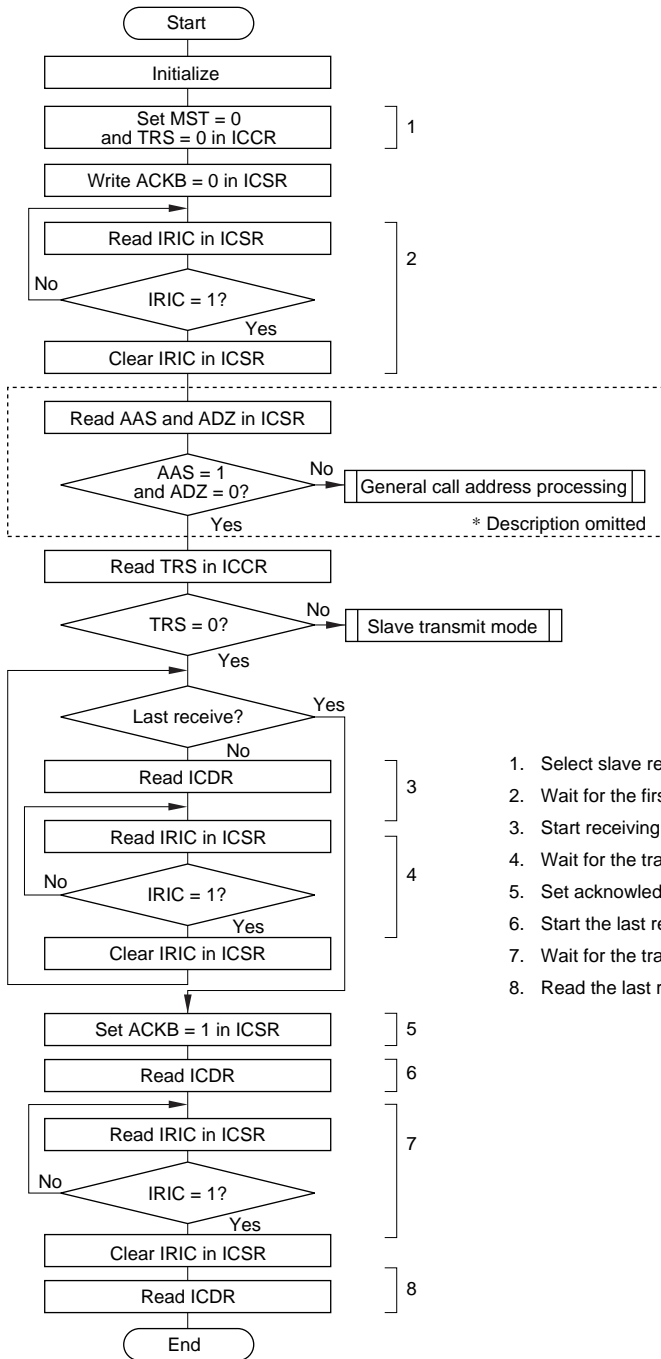 Start
Initialize
Set MST = 0
and TRS = 0 in ICCR
1
Write ACKB = 0 in ICSR
Read IRIC in ICSR
2
No
IRIC = 1?
Yes
Clear IRIC in ICSR
Read AAS and ADZ in ICSR
AAS = 1
and ADZ = 0?
No
General call address processing
Yes
* Description omitted
Read TRS in ICCR
TRS = 0?
No
Slave transmit mode
Yes
Last receive?
Yes
No
Read ICDR
3
Read IRIC in ICSR
4
No
IRIC = 1?
Yes
Clear IRIC in ICSR
Set ACKB = 1 in ICSR
5
Read ICDR
6
Read IRIC in ICSR
7
No
IRIC = 1?
Yes
Clear IRIC in ICSR
Read ICDR
8
End
1. Select slave re
2. Wait for the firs
3. Start receiving
4. Wait for the tra
5. Set acknowled
6. Start the last re
7. Wait for the tra
8. Read the last r